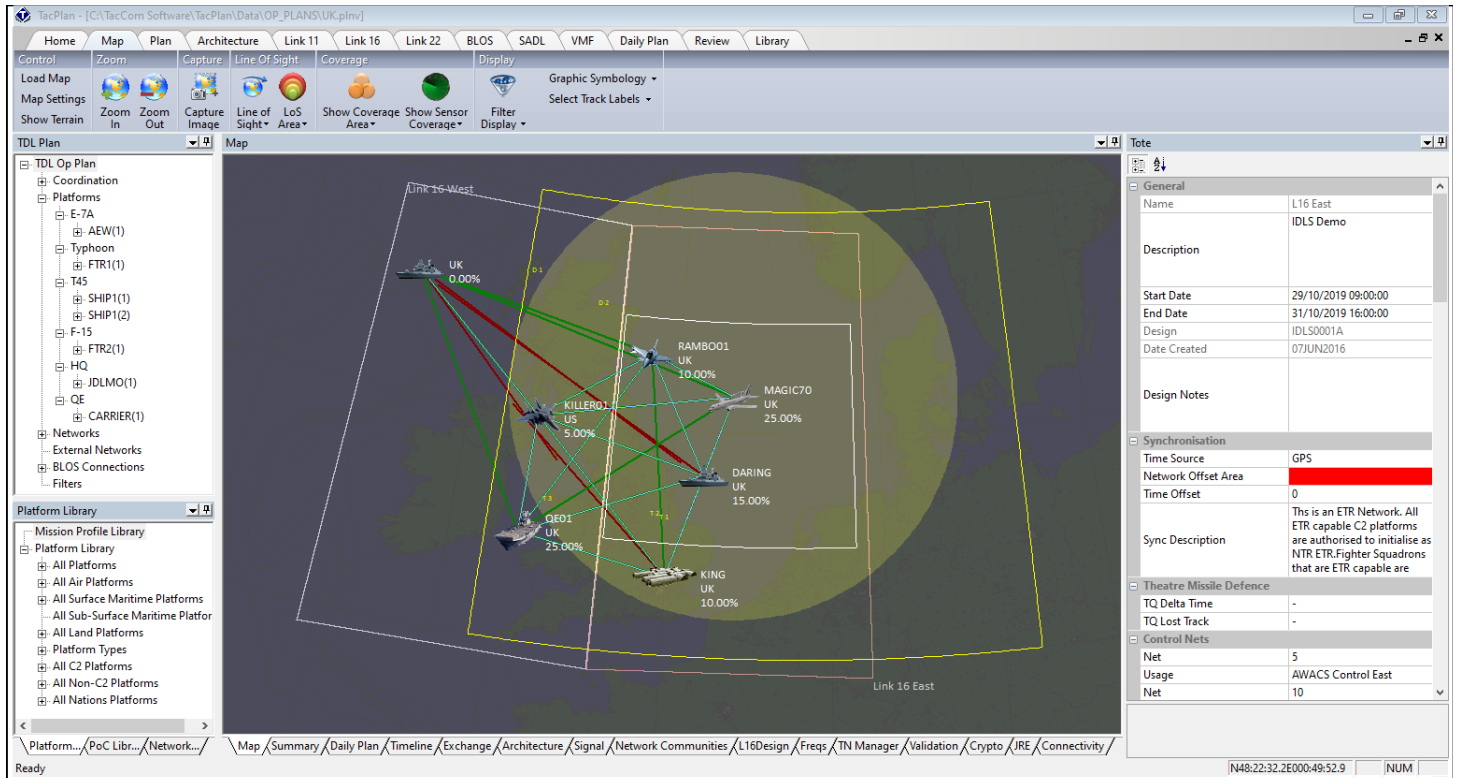 TacPlan - [C:\TacCom Software\TacPlan\Data\OP_PLANS\UK.plnv]
Home Map Plan Architecture Link 11 Link 16 Link 22 BLOS SADL VMF Daily Plan Review Library
Control Zoom Capture Line Of Sight Coverage Display
Load Map
Map Settings
Show Terrain
Zoom In
Zoom Out
Capture Image
Line of Sight
LoS Area
Show Coverage Area
Show Sensor Coverage
Filter Display
Graphic Symbology
Select Track Labels
TDL Plan
TDL Op Plan
Coordination
Platforms
E-7A
AEW(1)
Typhoon
FTR1(1)
T45
SHIP1(1)
SHIP1(2)
F-15
FTR2(1)
HQ
JDLMO(1)
QE
CARRIER(1)
Networks
External Networks
BLOS Connections
Filters
Platform Library
Mission Profile Library
Platform Library
All Platforms
All Air Platforms
All Surface Maritime Platforms
All Sub-Surface Maritime Platfor
All Land Platforms
Platform Types
All C2 Platforms
All Non-C2 Platforms
All Nations Platforms
Platform... PoC Libr... Network...
Map
Link 16 West
UK
0.00%
D 1
D 2
RAMBO01
UK
10.00%
MAGIC70
UK
25.00%
KILLER01
US
5.00%
DARING
UK
15.00%
T 3
QE01
UK
25.00%
T 2
T 1
KING
UK
10.00%
Link 16 East
Map Summary Daily Plan Timeline Exchange Architecture Signal Network Communities L16Design Freqs TN Manager Validation Crypto JRE Connectivity
Tote
General
Name L16 East
Description IDLS Demo
Start Date 29/10/2019 09:00:00
End Date 31/10/2019 16:00:00
Design IDLS0001A
Date Created 07JUN2016
Design Notes
Synchronisation
Time Source GPS
Network Offset Area
Time Offset 0
Sync Description
Ths is an ETR Network. All
ETR capable C2 platforms
are authorised to initialise as
NTR ETR.Fighter Squadrons
that are ETR capable are
Theatre Missile Defence
TQ Delta Time -
TQ Lost Track -
Control Nets
Net 5
Usage AWACS Control East
Net 10
Ready
N48:22:32.2E000:49:52.9 NUM